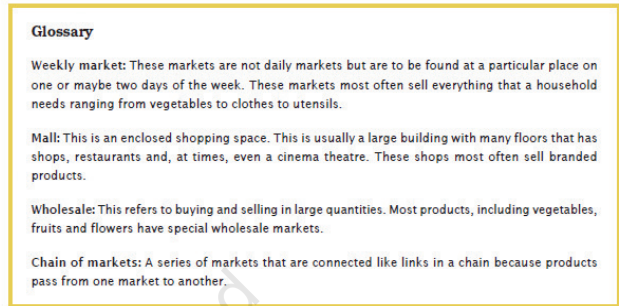 Glossary
Weekly market: These markets are not daily markets but are to be found at a particular place on
one or maybe two days of the week. These markets most often sell everything that a household
needs ranging from vegetables to clothes to utensils.
Mall: This is an enclosed shopping space. This is usually a large building with many floors that has
shops, restaurants and, at times, even a cinema theatre. These shops most often sell branded
products.
Wholesale: This refers to buying and selling in large quantities. Most products, including vegetables,
fruits and flowers have special wholesale markets.
Chain of markets: A series of markets that are connected like links in a chain because products
pass from one market to another.